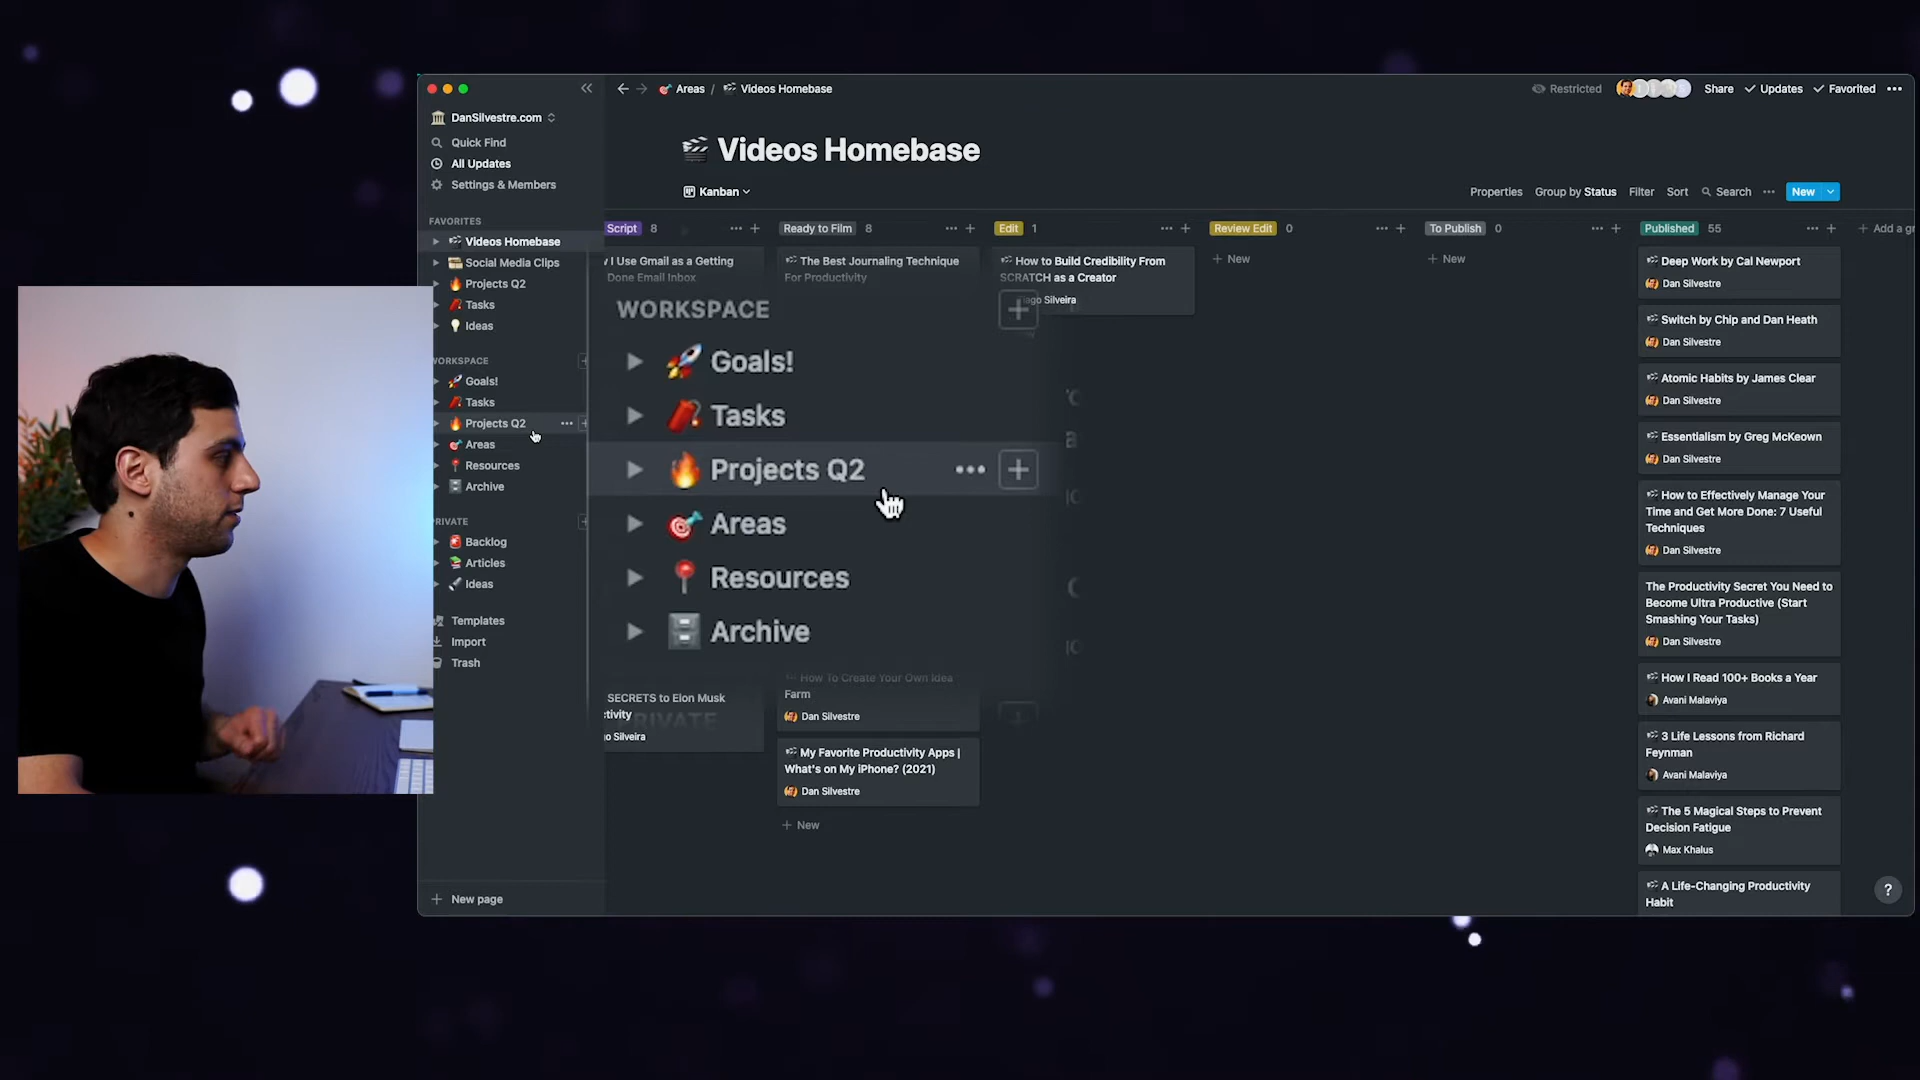 Areas / Videos Homebase
Restricted
Share
Updates
Favorited
DanSilvestre.com
Quick Find
All Updates
Settings & Members
FAVORITES
Videos Homebase
Social Media Clips
Projects Q2
Tasks
Ideas
WORKSPACE
Goals!
Tasks
Projects Q2
Areas
Resources
Archive
PRIVATE
Backlog
Articles
Ideas
Templates
Import
Trash
New page
Videos Homebase
Kanban
Properties
Group by Status
Filter
Sort
Search
New
Script 8
I Use Gmail as a Getting
Done Email Inbox
SECRETS to Elon Musk
Silveira
Ready to Film 8
The Best Journaling Technique
For Productivity
How To Create Your Own Idea
Farm
Dan Silvestre
My Favorite Productivity Apps |
What's on My iPhone? (2021)
Dan Silvestre
+ New
Edit 1
How to Build Credibility From
SCRATCH as a Creator
Tiago Silveira
Review Edit 0
+ New
To Publish 0
+ New
Published 55
Deep Work by Cal Newport
Dan Silvestre
Switch by Chip and Dan Heath
Dan Silvestre
Atomic Habits by James Clear
Dan Silvestre
Essentialism by Greg McKeown
Dan Silvestre
How to Effectively Manage Your
Time and Get More Done: 7 Useful
Techniques
Dan Silvestre
The Productivity Secret You Need to
Become Ultra Productive (Start
Smashing Your Tasks)
Dan Silvestre
How I Read 100+ Books a Year
Avani Malaviya
3 Life Lessons from Richard
Feynman
Avani Malaviya
The 5 Magical Steps to Prevent
Decision Fatigue
Max Khalus
A Life-Changing Productivity
Habit
+ Add a
?
WORKSPACE
Goals!
Tasks
Projects Q2
Areas
Resources
Archive
PRIVATE